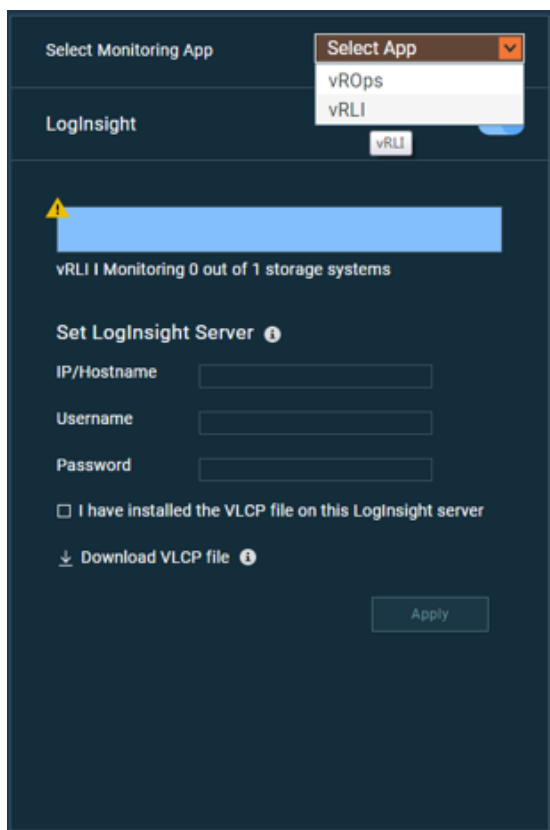 Select Monitoring App
Select App
vROps
vRLI
LogInsight
vRLI
vRLI I Monitoring 0 out of 1 storage systems
Set LogInsight Server
IP/Hostname
Username
Password
I have installed the VLCP file on this LogInsight server
Download VLCP file
Apply